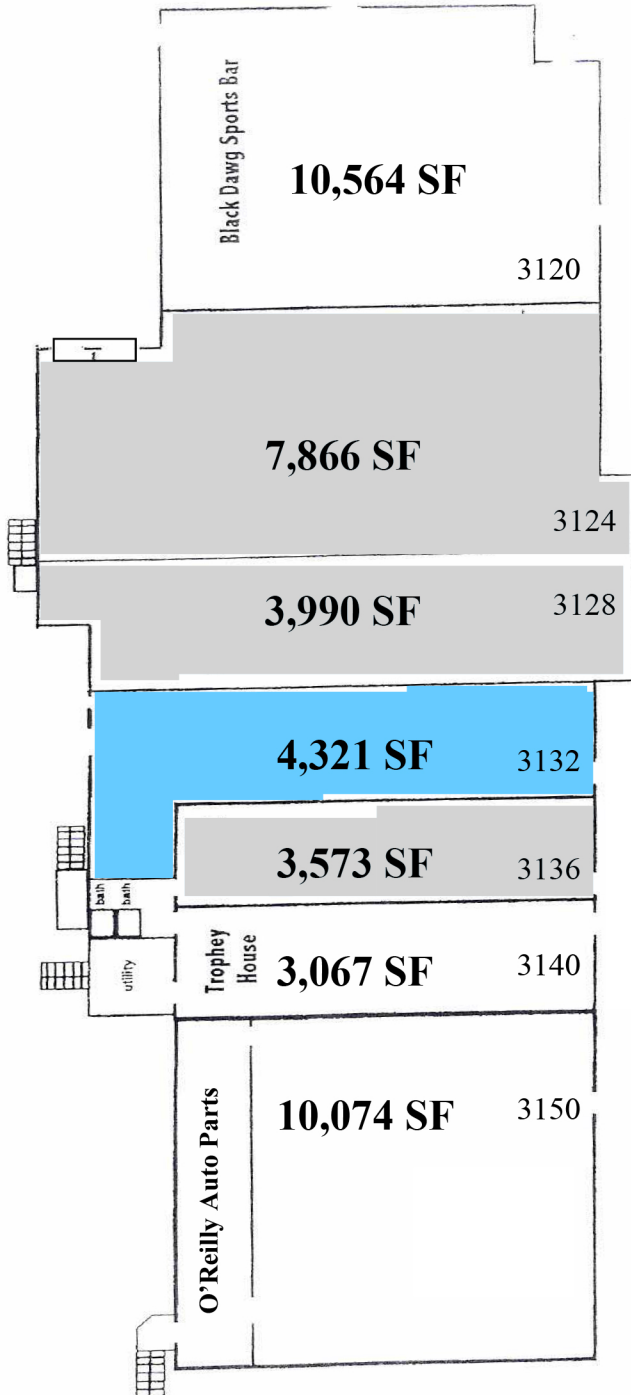 Black Dawg Sports Bar
10,564 SF
3120
7,866 SF
3124
3,990 SF
3128
4,321 SF
3132
3,573 SF
3136
bath
bath
utility
Trophey
House
3,067 SF
3140
O'Reilly Auto Parts
10,074 SF
3150